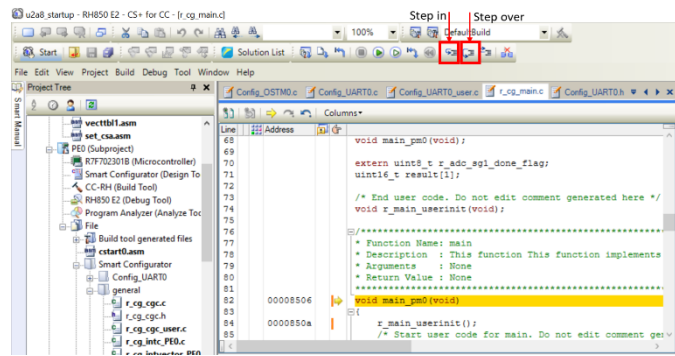 u2a8_startup - RH850 E2 - CS+ for CC - [r_cg_main.c]
Step in
Step over
100%
DefaultBuild
Start
Solution List
File Edit View Project Build Debug Tool Window Help
Project Tree
Smart Manual
vecttbl1.asm
set_csa.asm
PE0 (Subproject)
R7F702301B (Microcontroller)
Smart Configurator (Design To
CC-RH (Build Tool)
RH850 E2 (Debug Tool)
Program Analyzer (Analyze Too
File
Build tool generated files
cstart0.asm
Smart Configurator
Config_UART0
general
r_cg_cgc.c
r_cg_cgc.h
r_cg_cgc_user.c
r_cg_intc_PE0.c
r_cg_intvector_PE0
Config_OSTM0.c
Config_UART0.c
Config_UART0_user.c
r_cg_main.c
Config_UART0.h
Columns
Line
Address
68 void main_pm0(void);
69
70 extern uint8_t r_adc_sg1_done_flag;
71 uint16_t result[1];
72
73 /* End user code. Do not edit comment generated here */
74 void r_main_userinit(void);
75
76 /***********************************************
77 * Function Name: main
78 * Description : This function This function implements
79 * Arguments : None
80 * Return Value : None
81 ************************************************
82 00008506 void main_pm0(void)
83 {
84 0000850a r_main_userinit();
85 /* Start user code for main. Do not edit comment gen